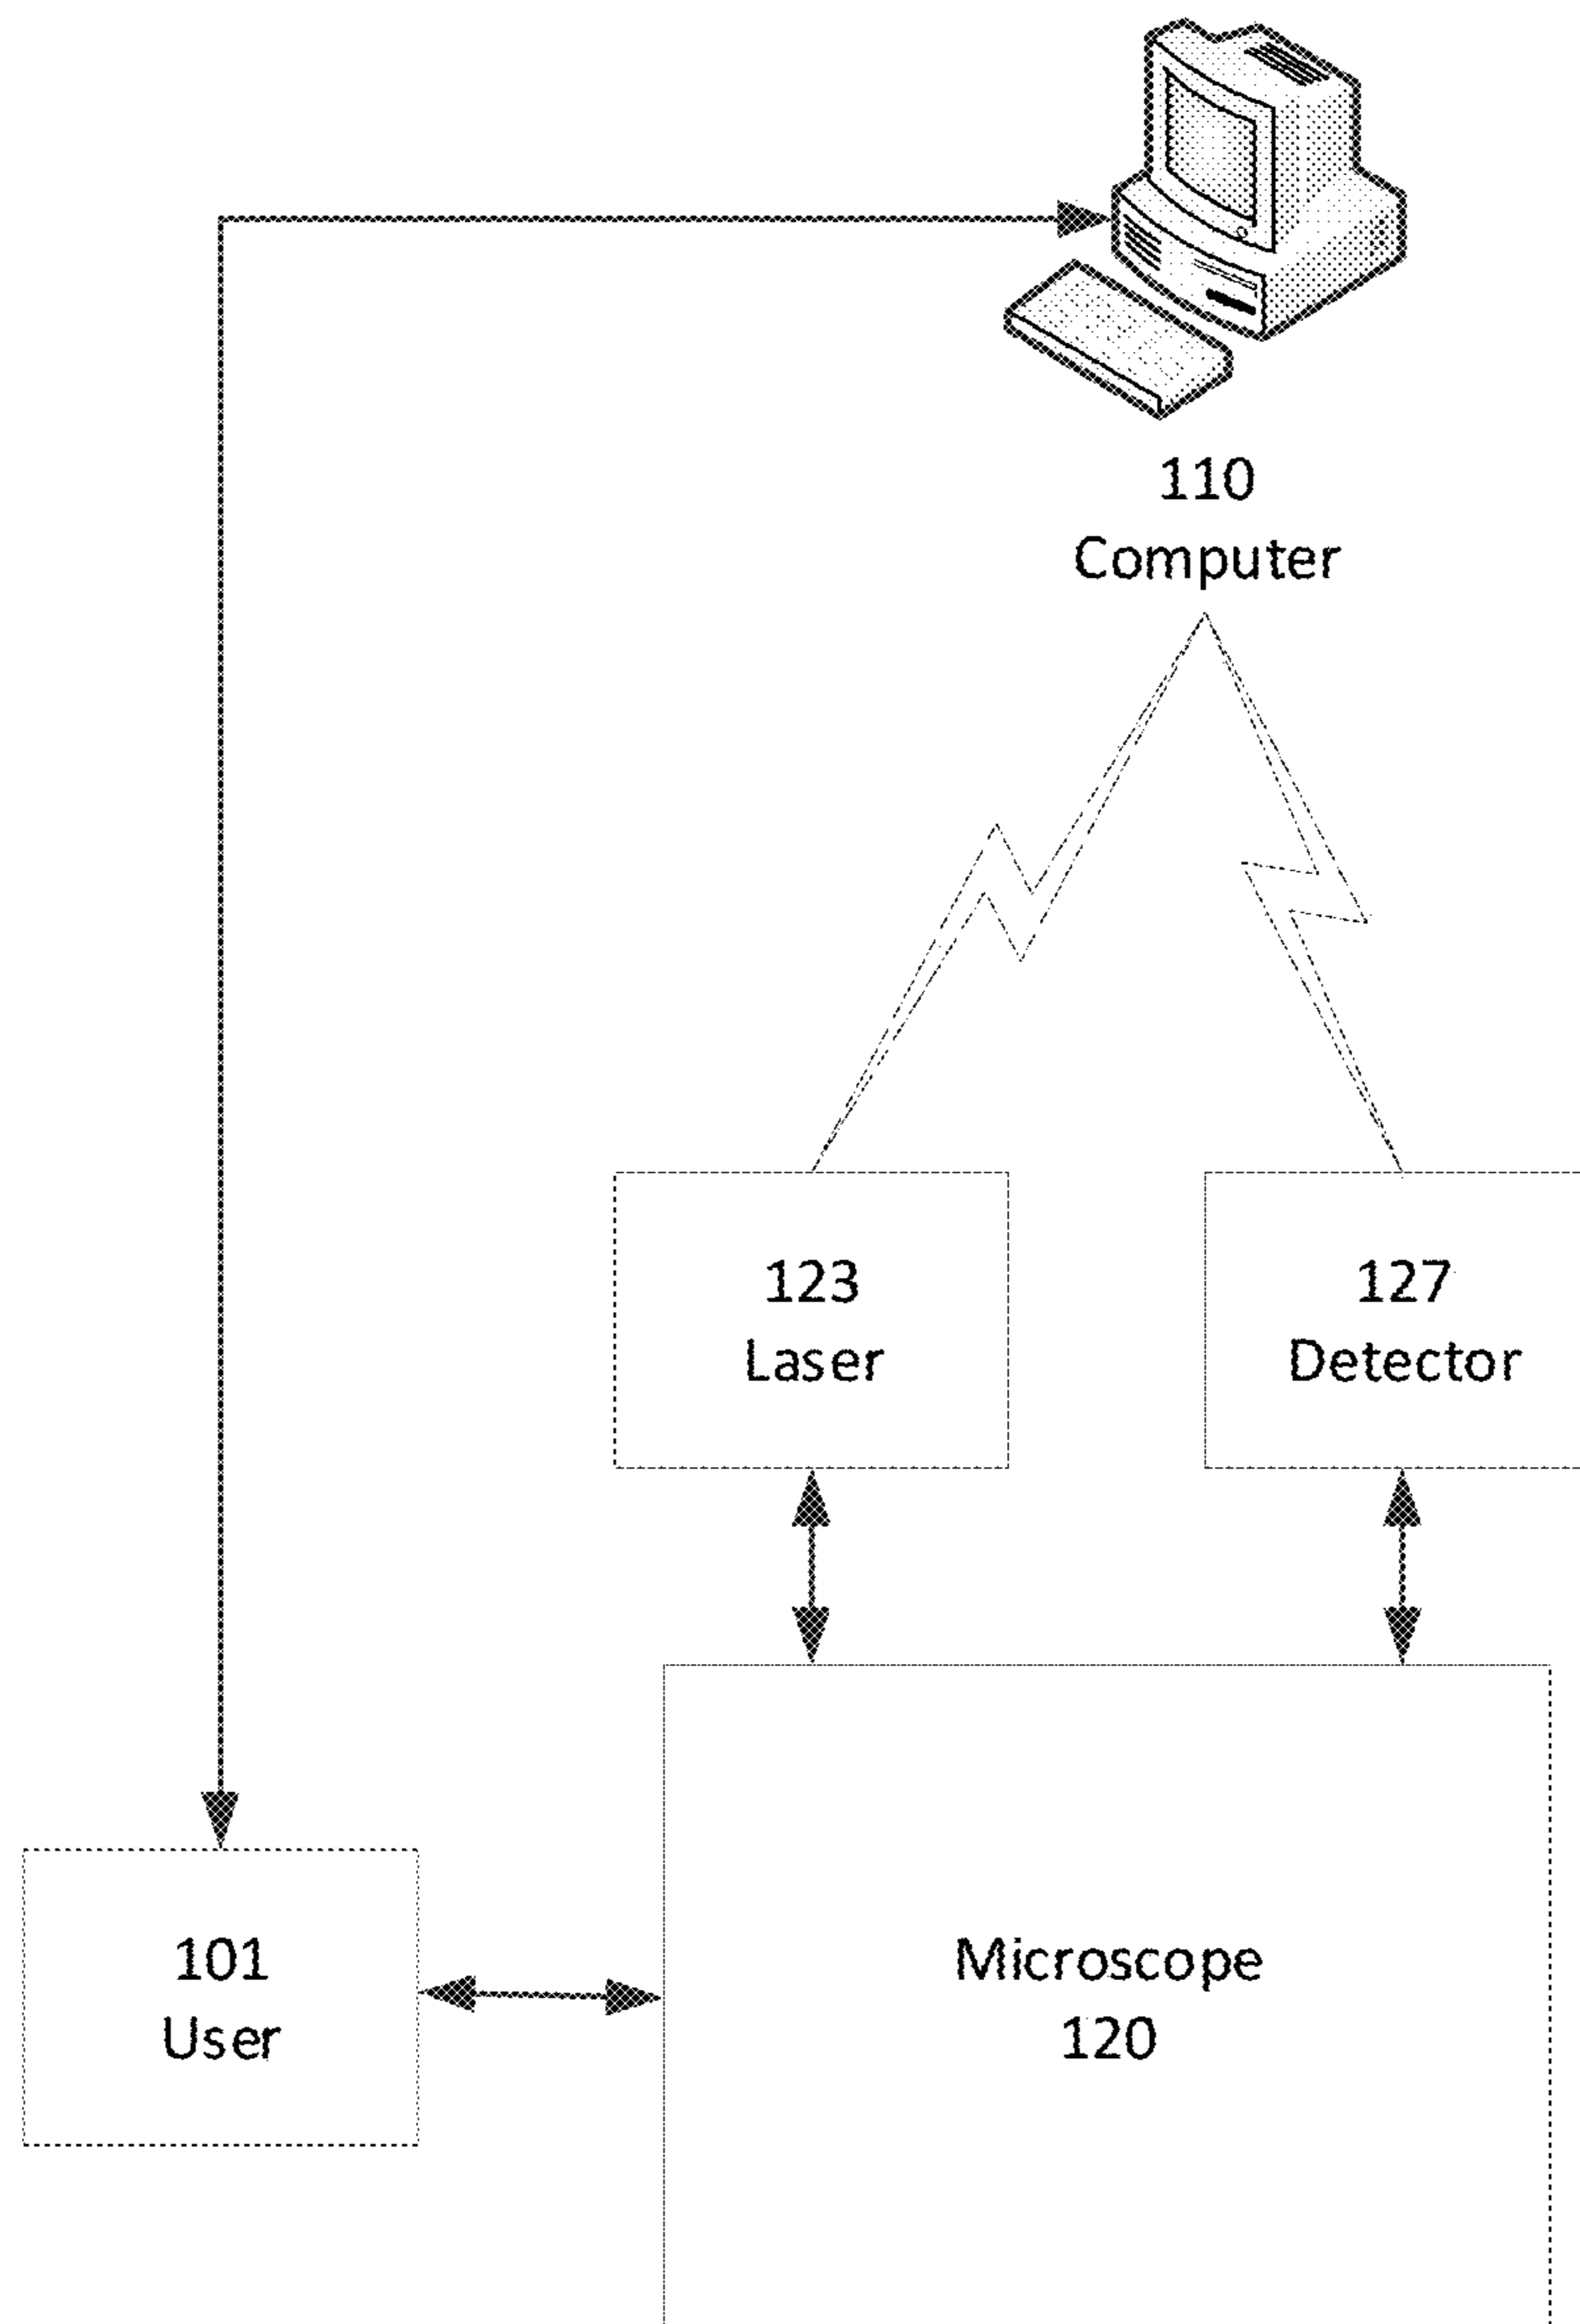 110
Computer
123
Laser
127
Detector
101
User
Microscope
120